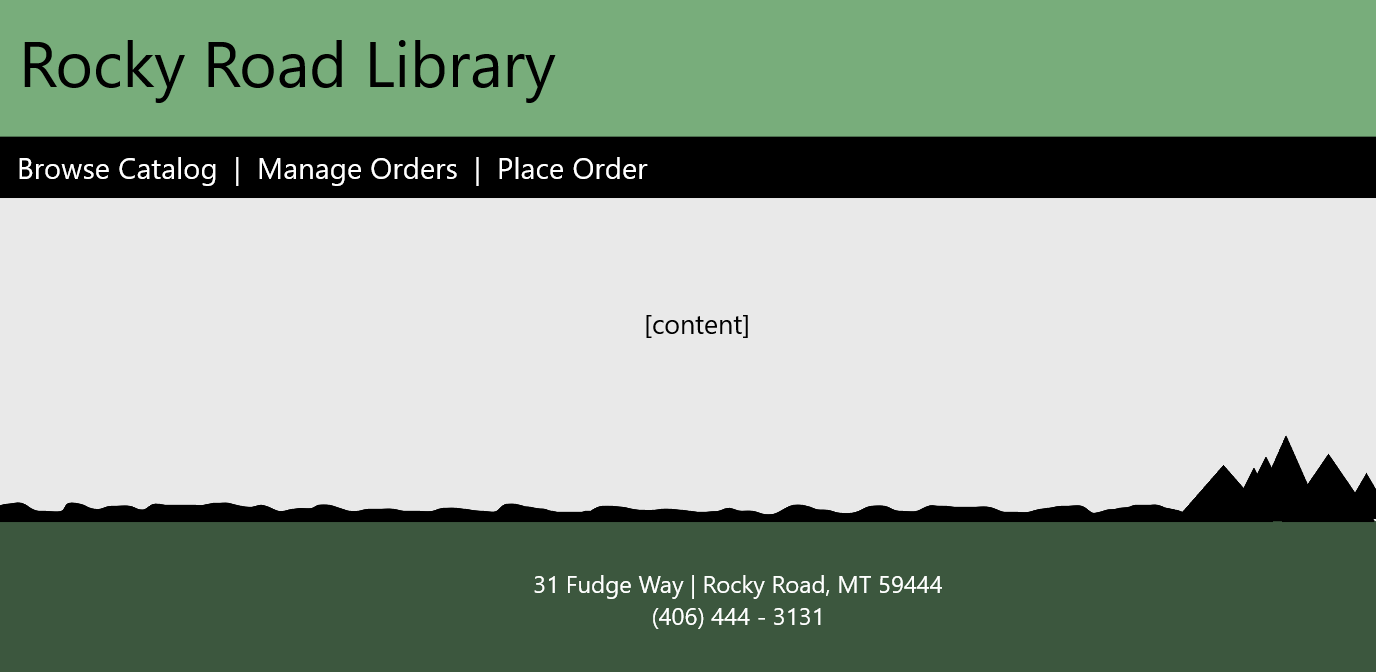 Rocky Road Library
Browse Catalog | Manage Orders | Place Order
[content]
31 Fudge Way | Rocky Road, MT 59444
(406) 444 - 3131